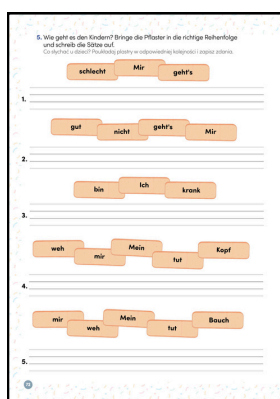 5. Wie geht es den Kindern? Bringe die Pflaster in die richtige Reihenfolge
und schreib die Sätze auf.
Co słychać u dzieci? Poukładaj plastry w odpowiedniej kolejności i zapisz zdania.
schlecht Mir geht's
1.
gut nicht geht's Mir
2.
bin Ich krank
3.
weh mir Mein tut Kopf
4.
mir weh Mein tut Bauch
5.